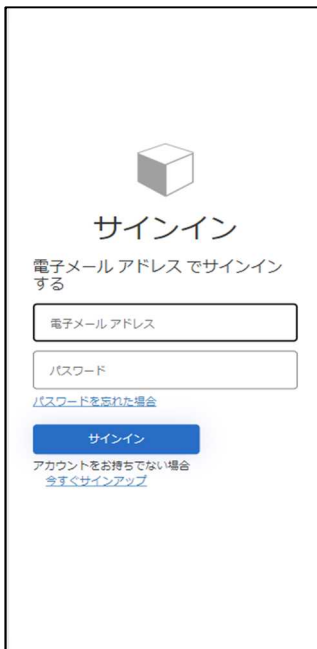 サインイン
電子メール アドレス でサインイン
する
電子メール アドレス
パスワード
パスワードを忘れた場合
サインイン
アカウントをお持ちでない場合
今すぐサインアップ